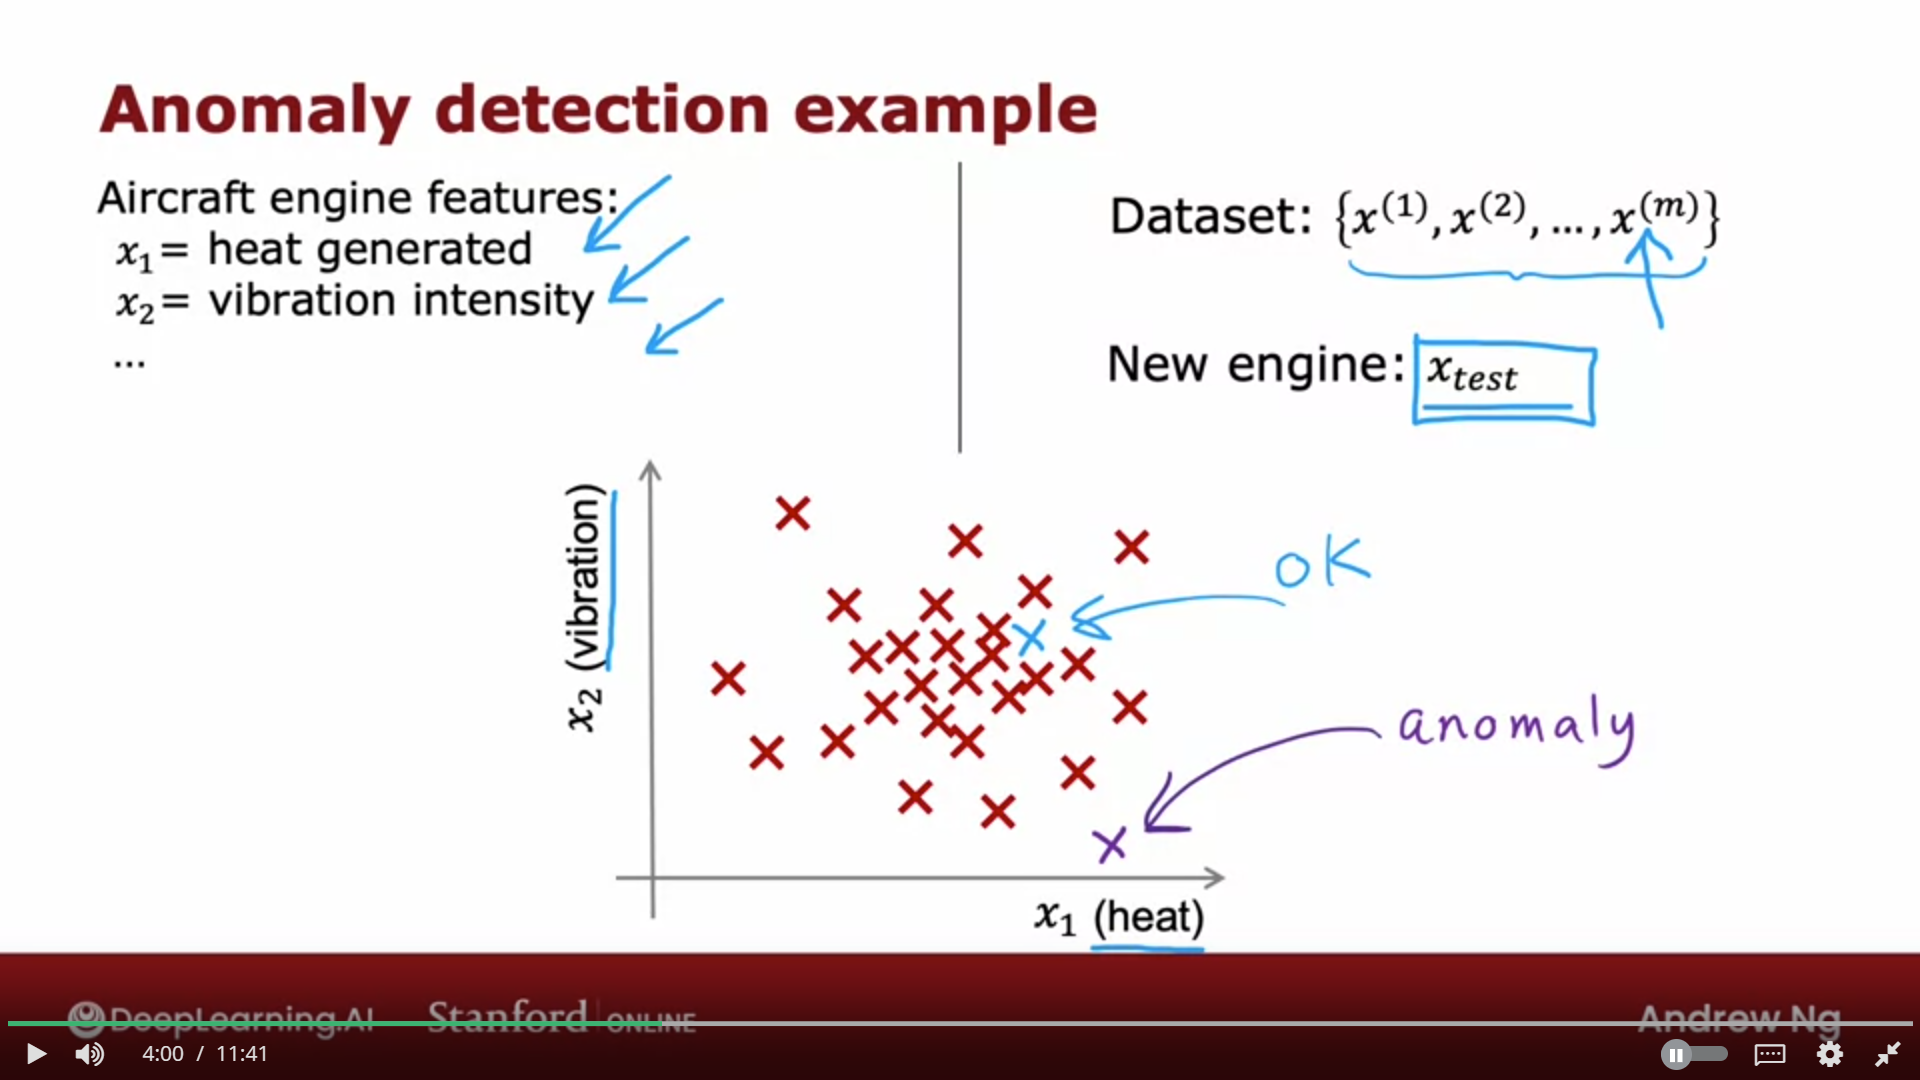 Anomaly detection example
Aircraft engine features:
x₁ = heat generated
x₂ = vibration intensity
...
Dataset: {x⁽¹⁾, x⁽²⁾, ..., x⁽ᵐ⁾}
New engine: x_test
x₂ (vibration)
OK
anomaly
x₁ (heat)
DeepLearning.AI Stanford ONLINE Andrew Ng
4:00 / 11:41